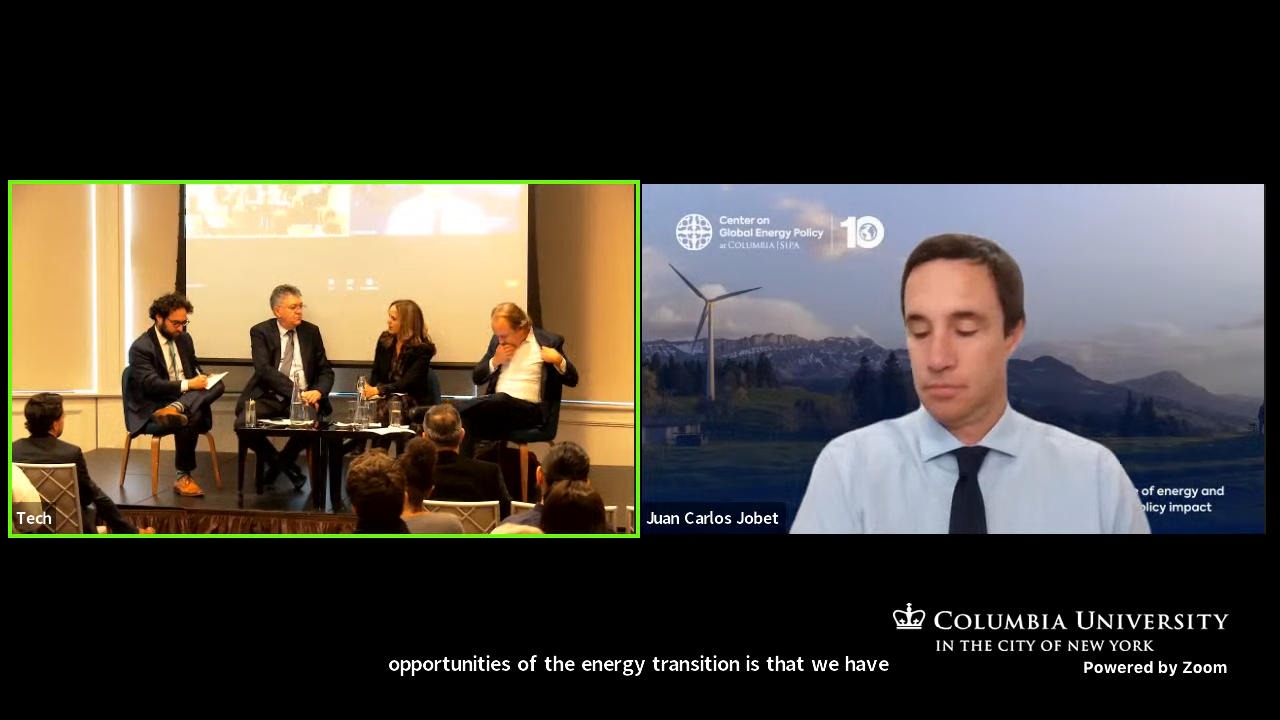 Center on
Global Energy Policy
at COLUMBIA | SIPA
10
of energy and
olicy impact
Tech
Juan Carlos Jobet
COLUMBIA UNIVERSITY
IN THE CITY OF NEW YORK
opportunities of the energy transition is that we have
Powered by Zoom